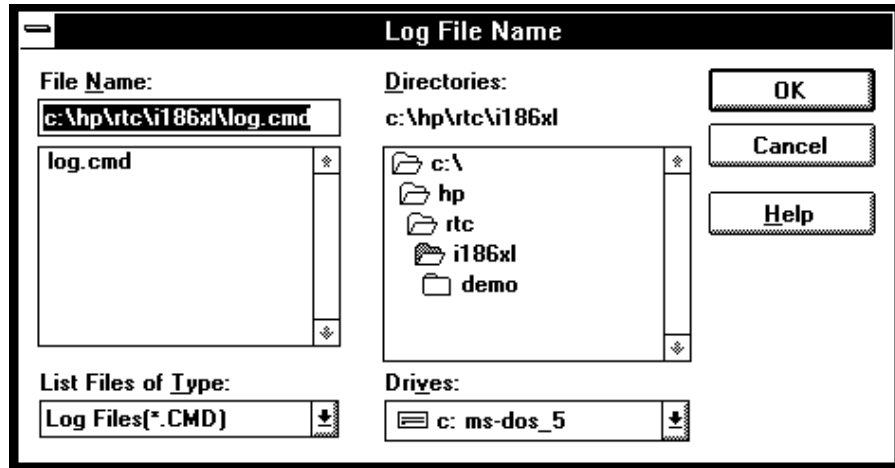 Log File Name
File Name:
c:\hp\rtc\i186xl\log.cmd
log.cmd
List Files of Type:
Log Files(*.CMD)
Directories:
c:\hp\rtc\i186xl
c:\
hp
rtc
i186xl
demo
Drives:
c: ms-dos_5
OK
Cancel
Help